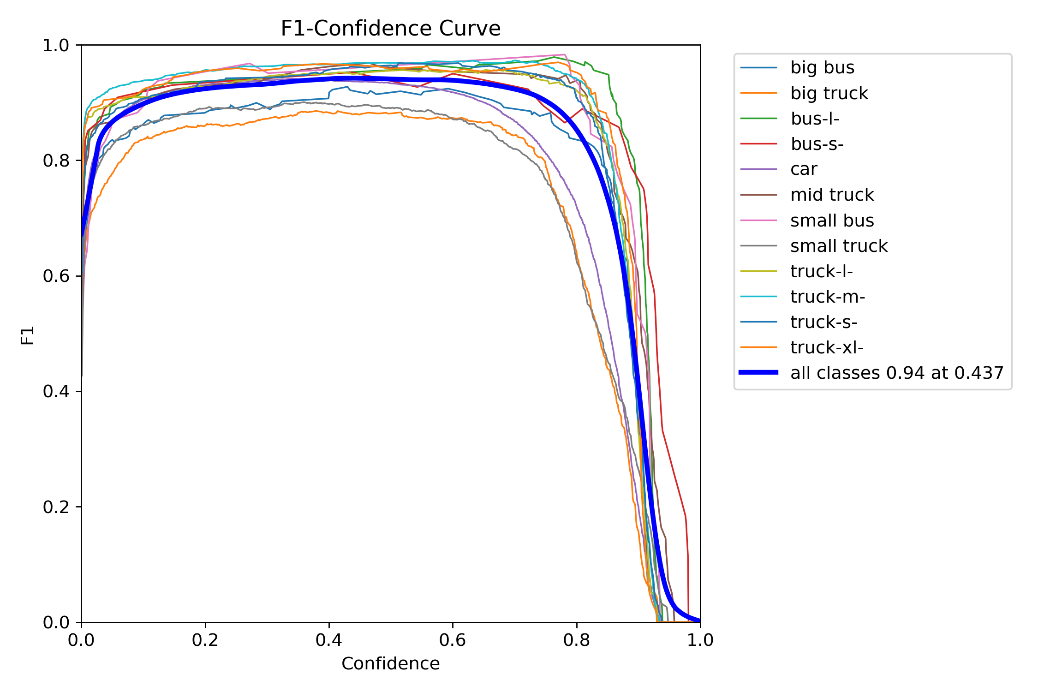 F1-Confidence Curve
1.0
0.8
0.6
0.4
0.2
0.0
F1
0.0 0.2 0.4 0.6 0.8 1.0
Confidence
big bus
big truck
bus-l-
bus-s-
car
mid truck
small bus
small truck
truck-l-
truck-m-
truck-s-
truck-xl-
all classes 0.94 at 0.437